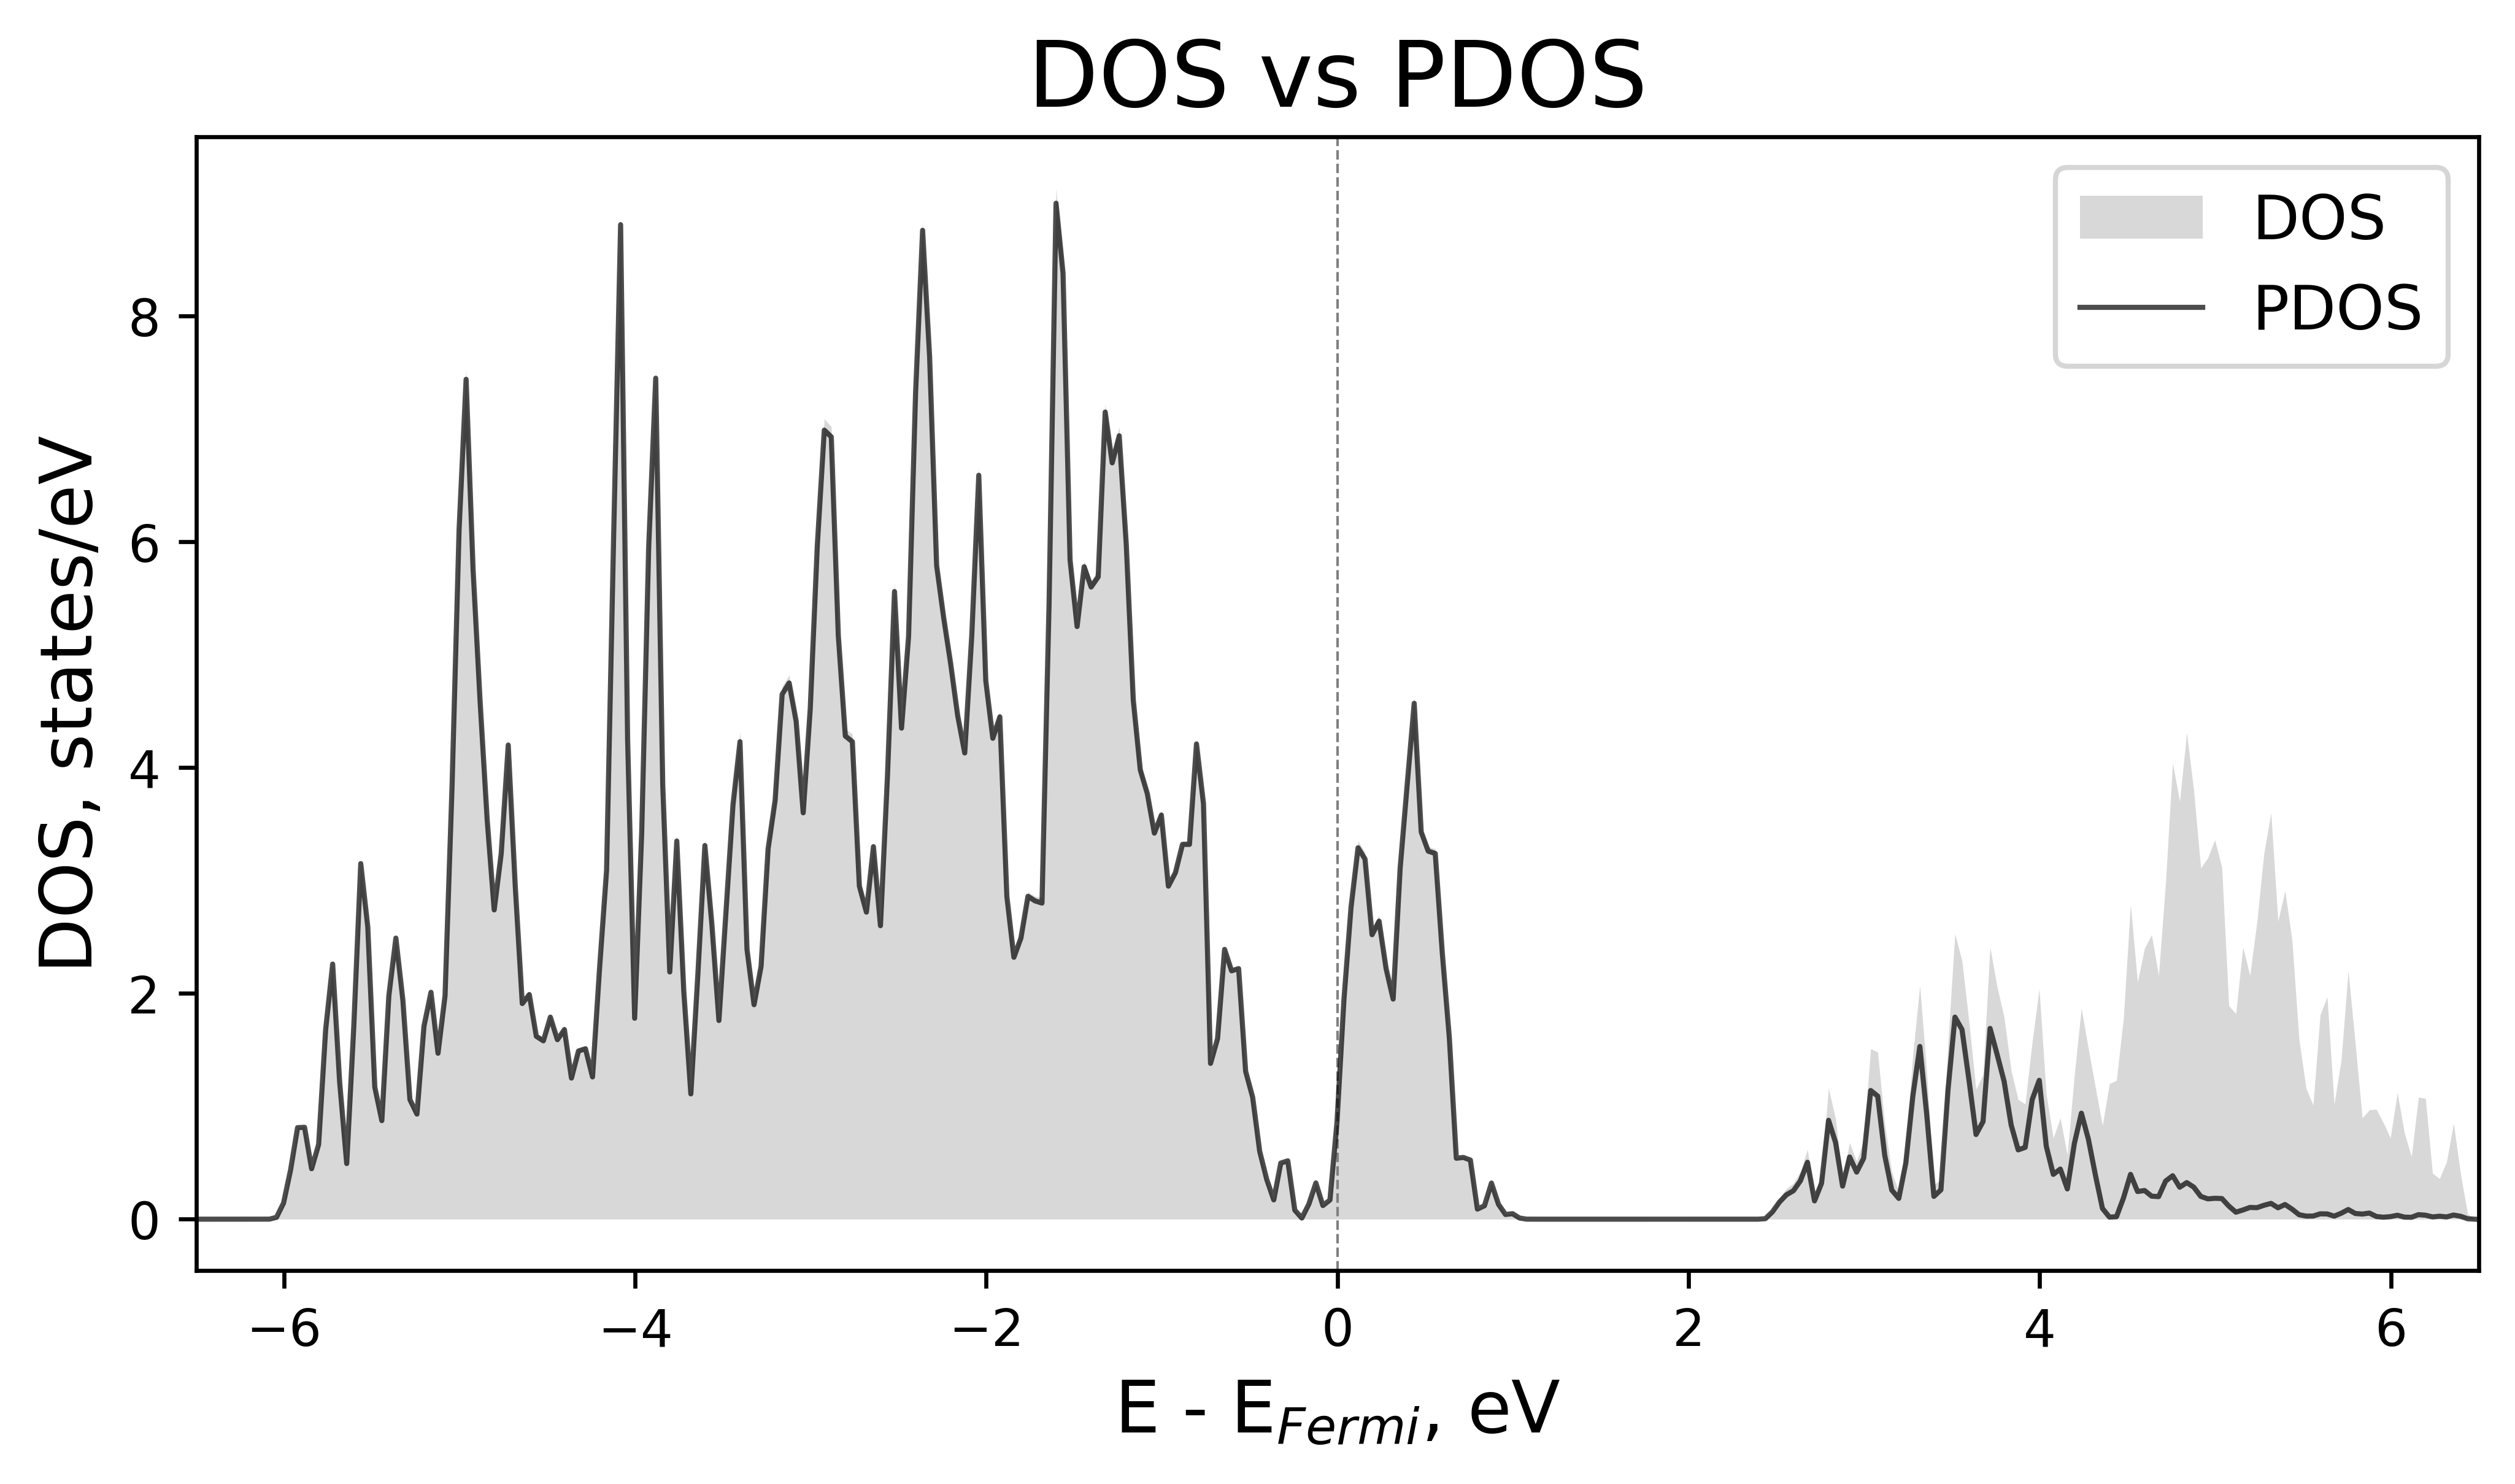 DOS vs PDOS
DOS
PDOS
DOS, states/eV
8
6
4
2
0
−6 −4 −2 0 2 4 6
E - E_Fermi, eV